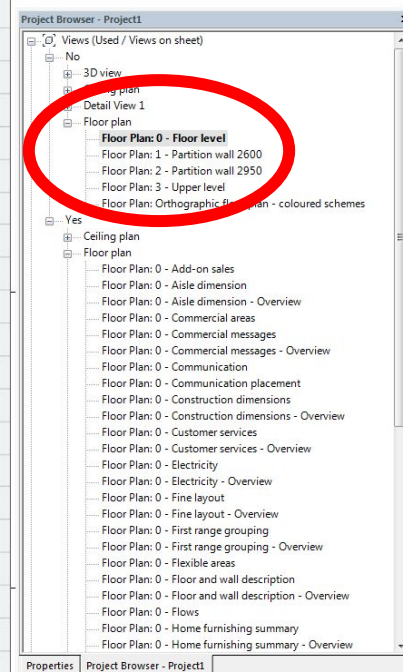 Project Browser - Project1
Views (Used / Views on sheet)
No
3D view
plan
Detail View 1
Floor plan
Floor Plan: 0 - Floor level
Floor Plan: 1 - Partition wall 2600
Floor Plan: 2 - Partition wall 2950
Floor Plan: 3 - Upper level
Floor Plan: Orthographic floor plan - coloured schemes
Yes
Ceiling plan
Floor plan
Floor Plan: 0 - Add-on sales
Floor Plan: 0 - Aisle dimension
Floor Plan: 0 - Aisle dimension - Overview
Floor Plan: 0 - Commercial areas
Floor Plan: 0 - Commercial messages
Floor Plan: 0 - Commercial messages - Overview
Floor Plan: 0 - Communication
Floor Plan: 0 - Communication placement
Floor Plan: 0 - Construction dimensions
Floor Plan: 0 - Construction dimensions - Overview
Floor Plan: 0 - Customer services
Floor Plan: 0 - Customer services - Overview
Floor Plan: 0 - Electricity
Floor Plan: 0 - Electricity - Overview
Floor Plan: 0 - Fine layout
Floor Plan: 0 - Fine layout - Overview
Floor Plan: 0 - First range grouping
Floor Plan: 0 - First range grouping - Overview
Floor Plan: 0 - Flexible areas
Floor Plan: 0 - Floor and wall description
Floor Plan: 0 - Floor and wall description - Overview
Floor Plan: 0 - Flows
Floor Plan: 0 - Home furnishing summary
Floor Plan: 0 - Home furnishing summary - Overview
Properties
Project Browser - Project1